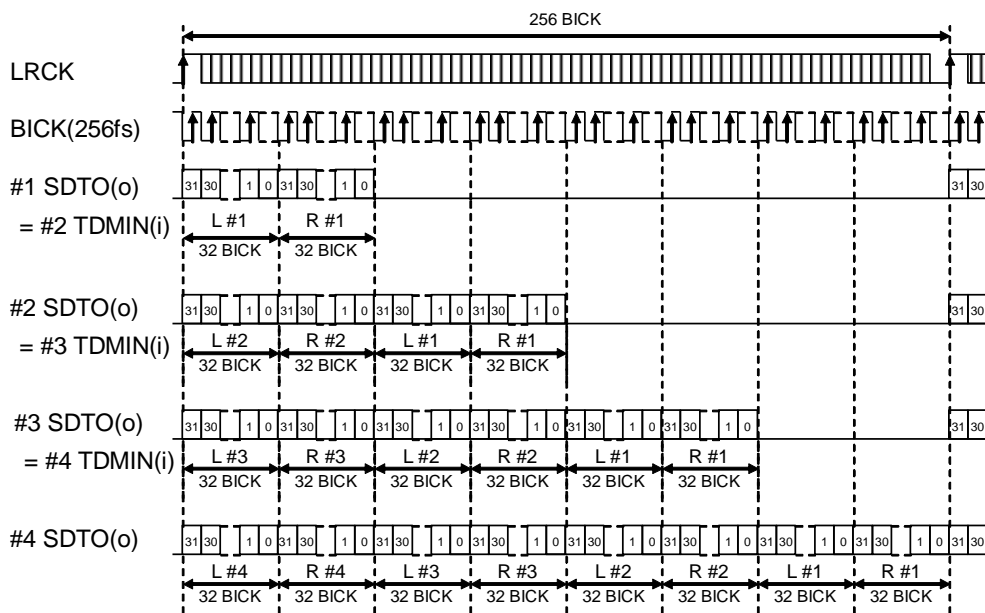 256 BICK
LRCK
BICK(256fs)
#1 SDTO(o)
31 30 1 0 31 30 1 0 31 30
= #2 TDMIN(i)
L #1 R #1
32 BICK 32 BICK
#2 SDTO(o)
31 30 1 0 31 30 1 0 31 30 1 0 31 30 1 0 31 30
= #3 TDMIN(i)
L #2 R #2 L #1 R #1
32 BICK 32 BICK 32 BICK 32 BICK
#3 SDTO(o)
31 30 1 0 31 30 1 0 31 30 1 0 31 30 1 0 31 30 1 0 31 30 1 0 31 30
= #4 TDMIN(i)
L #3 R #3 L #2 R #2 L #1 R #1
32 BICK 32 BICK 32 BICK 32 BICK 32 BICK 32 BICK
#4 SDTO(o)
31 30 1 0 31 30 1 0 31 30 1 0 31 30 1 0 31 30 1 0 31 30 1 0 31 30 1 0 31 30 1 0 31 30
L #4 R #4 L #3 R #3 L #2 R #2 L #1 R #1
32 BICK 32 BICK 32 BICK 32 BICK 32 BICK 32 BICK 32 BICK 32 BICK